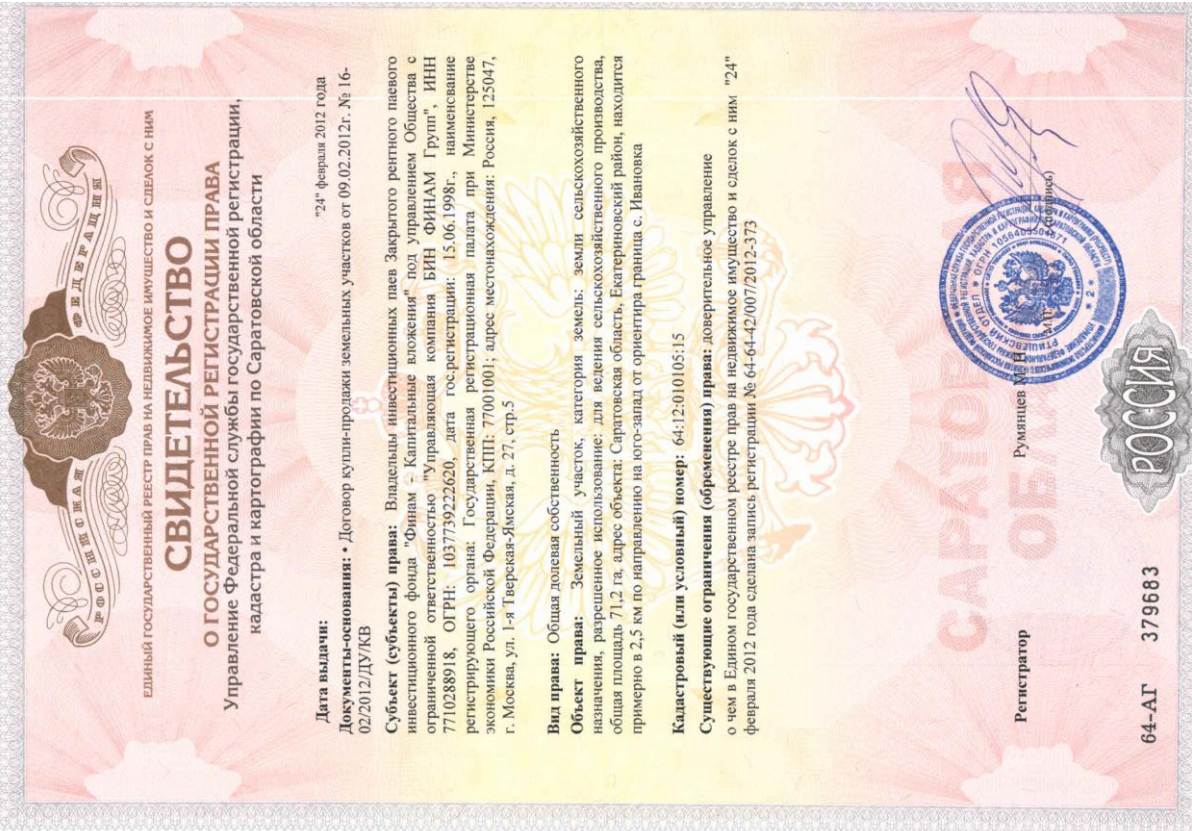 РОССИЙСКАЯ ФЕДЕРАЦИЯ
ЕДИНЫЙ ГОСУДАРСТВЕННЫЙ РЕЕСТР ПРАВ НА НЕДВИЖИМОЕ ИМУЩЕСТВО И СДЕЛОК С НИМ
СВИДЕТЕЛЬСТВО
О ГОСУДАРСТВЕННОЙ РЕГИСТРАЦИИ ПРАВА
Управление Федеральной службы государственной регистрации,
кадастра и картографии по Саратовской области
Дата выдачи: "24" февраля 2012 года
Документы-основания: • Договор купли-продажи земельных участков от 09.02.2012г. № 16-
02/2012/ДУ/КВ
Субъект (субъекты) права: Владельцы инвестиционных паев Закрытого рентного паевого
инвестиционного фонда "Финам – Капитальные вложения" под управлением Общества с
ограниченной ответственностью "Управляющая компания БИН ФИНАМ Групп", ИНН
7710288918, ОГРН: 1037739222620, дата гос.регистрации: 15.06.1998г., наименование
регистрирующего органа: Государственная регистрационная палата при Министерстве
экономики Российской Федерации, КПП: 77001001; адрес местонахождения: Россия, 125047,
г. Москва, ул. 1-я Тверская-Ямская, д. 27, стр.5
Вид права: Общая долевая собственность
Объект права: Земельный участок, категория земель: земли сельскохозяйственного
назначения, разрешенное использование: для ведения сельскохозяйственного производства,
общая площадь 71,2 га, адрес объекта: Саратовская область, Екатериновский район, находится
примерно в 2,5 км по направлению на юго-запад от ориентира граница с. Ивановка
Кадастровый (или условный) номер: 64:12:010105:15
Существующие ограничения (обременения) права: доверительное управление
о чем в Едином государственном реестре прав на недвижимое имущество и сделок с ним "24"
февраля 2012 года сделана запись регистрации № 64-64-42/007/2012-373
САРАТОВСКАЯ
ОБЛ
Регистратор Румянцев М.Н.
(подпись)
РТИЩЕВСКИЙ ОТДЕЛ * ОГРН 1056405504571
* 2 *
64-АГ 379683
РОССИЯ